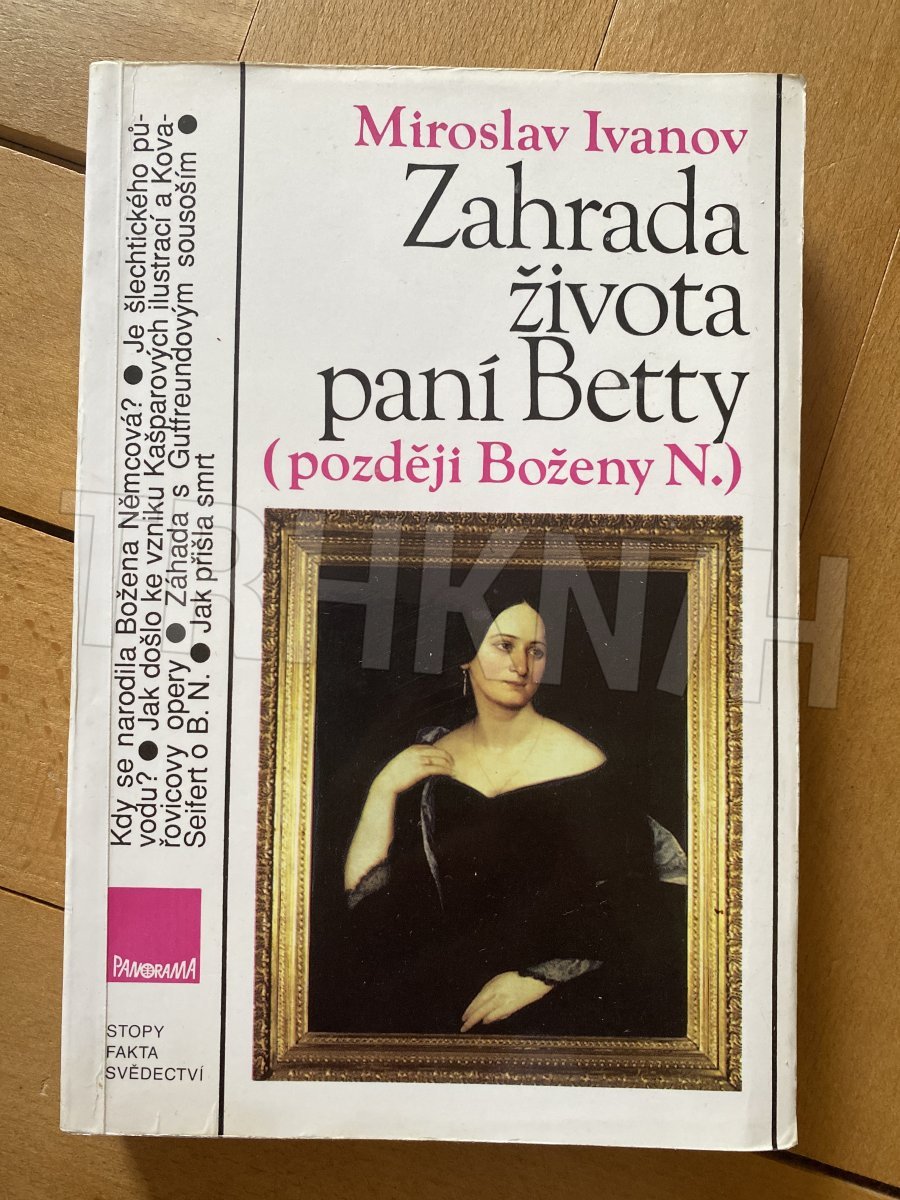 Miroslav Ivanov
Zahrada
života
paní Betty
(později Boženy N.)
Kdy se narodila Božena Němcová? ● Je šlechtického pů-
vodu? ● Jak došlo ke vzniku Kašparových ilustrací a Kova-
řovicovy opery ● Záhada s Gutfreundovým sousoším ●
Seifert o B. N. ● Jak přišla smrt
PANORAMA
STOPY
FAKTA
SVĚDECTVÍ
TRHKNIH